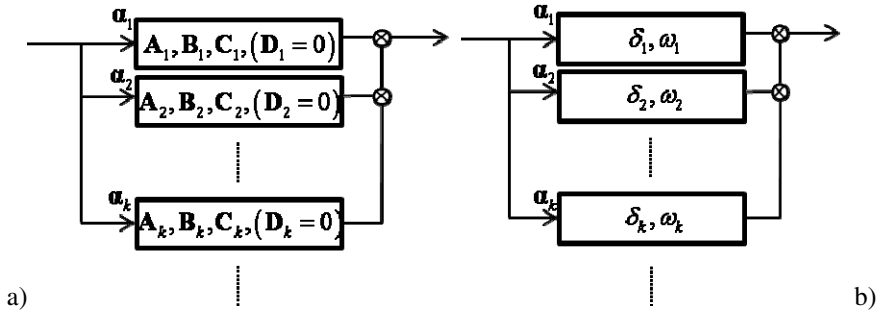 α₁
A₁, B₁, C₁, (D₁ = 0)
α₂
A₂, B₂, C₂, (D₂ = 0)
αₖ
Aₖ, Bₖ, Cₖ, (Dₖ = 0)
a)
α₁
δ₁, ω₁
α₂
δ₂, ω₂
αₖ
δₖ, ωₖ
b)